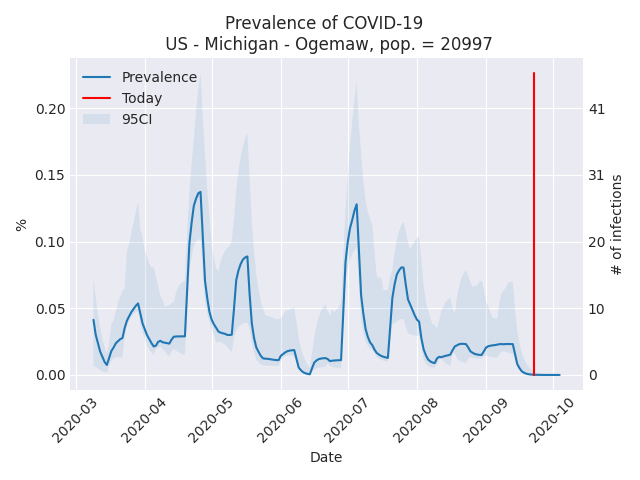 Prevalence of COVID-19
US - Michigan - Ogemaw, pop. = 20997
Prevalence
Today
95CI
0.20
0.15
0.10
0.05
0.00
%
41
31
20
10
0
# of infections
2020-03
2020-04
2020-05
2020-06
2020-07
2020-08
2020-09
2020-10
Date